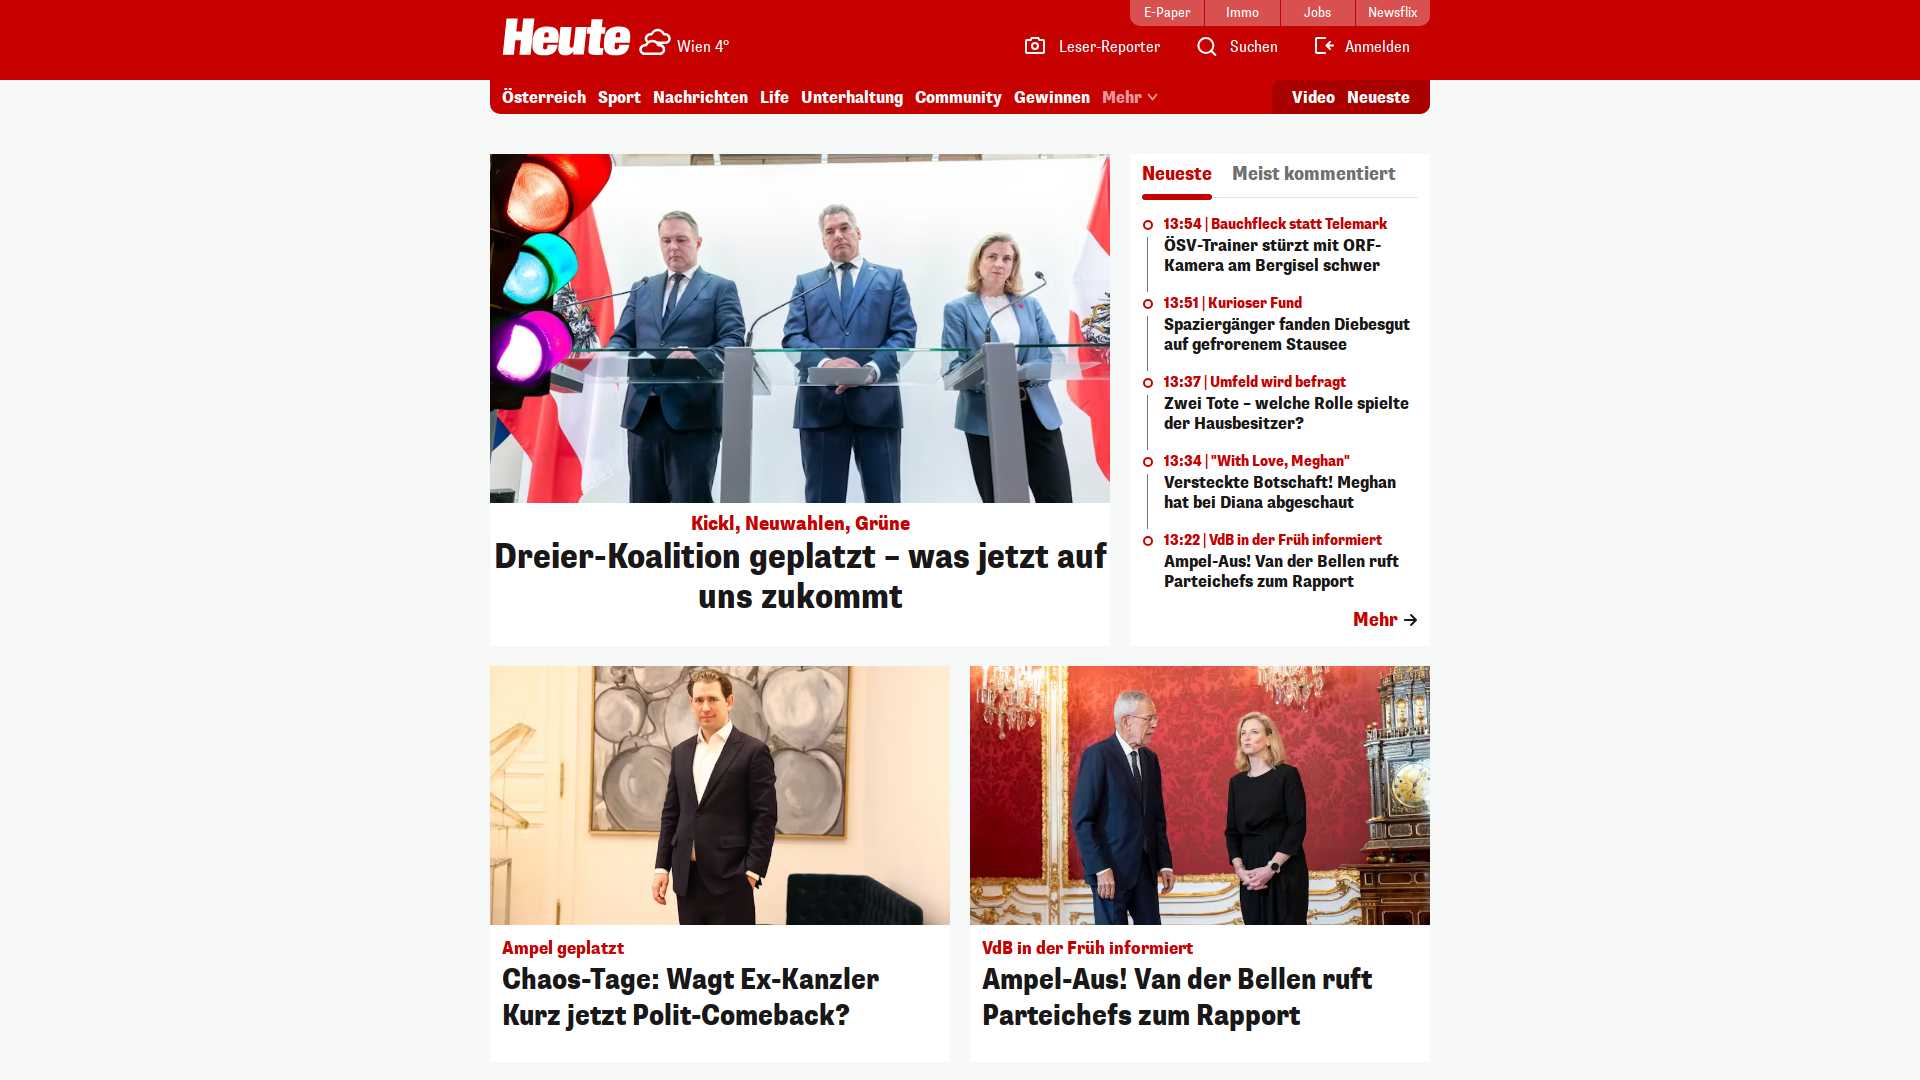 E-Paper
Immo
Jobs
Newsflix
Heute
Wien 4°
Leser-Reporter
Suchen
Anmelden
Österreich
Sport
Nachrichten
Life
Unterhaltung
Community
Gewinnen
Mehr
Video
Neueste
Kickl, Neuwahlen, Grüne
Dreier-Koalition geplatzt – was jetzt auf
uns zukommt
Neueste
Meist kommentiert
13:54 | Bauchfleck statt Telemark
ÖSV-Trainer stürzt mit ORF-
Kamera am Bergisel schwer
13:51 | Kurioser Fund
Spaziergänger fanden Diebesgut
auf gefrorenem Stausee
13:37 | Umfeld wird befragt
Zwei Tote – welche Rolle spielte
der Hausbesitzer?
13:34 | "With Love, Meghan"
Versteckte Botschaft! Meghan
hat bei Diana abgeschaut
13:22 | VdB in der Früh informiert
Ampel-Aus! Van der Bellen ruft
Parteichefs zum Rapport
Mehr
Ampel geplatzt
Chaos-Tage: Wagt Ex-Kanzler
Kurz jetzt Polit-Comeback?
VdB in der Früh informiert
Ampel-Aus! Van der Bellen ruft
Parteichefs zum Rapport